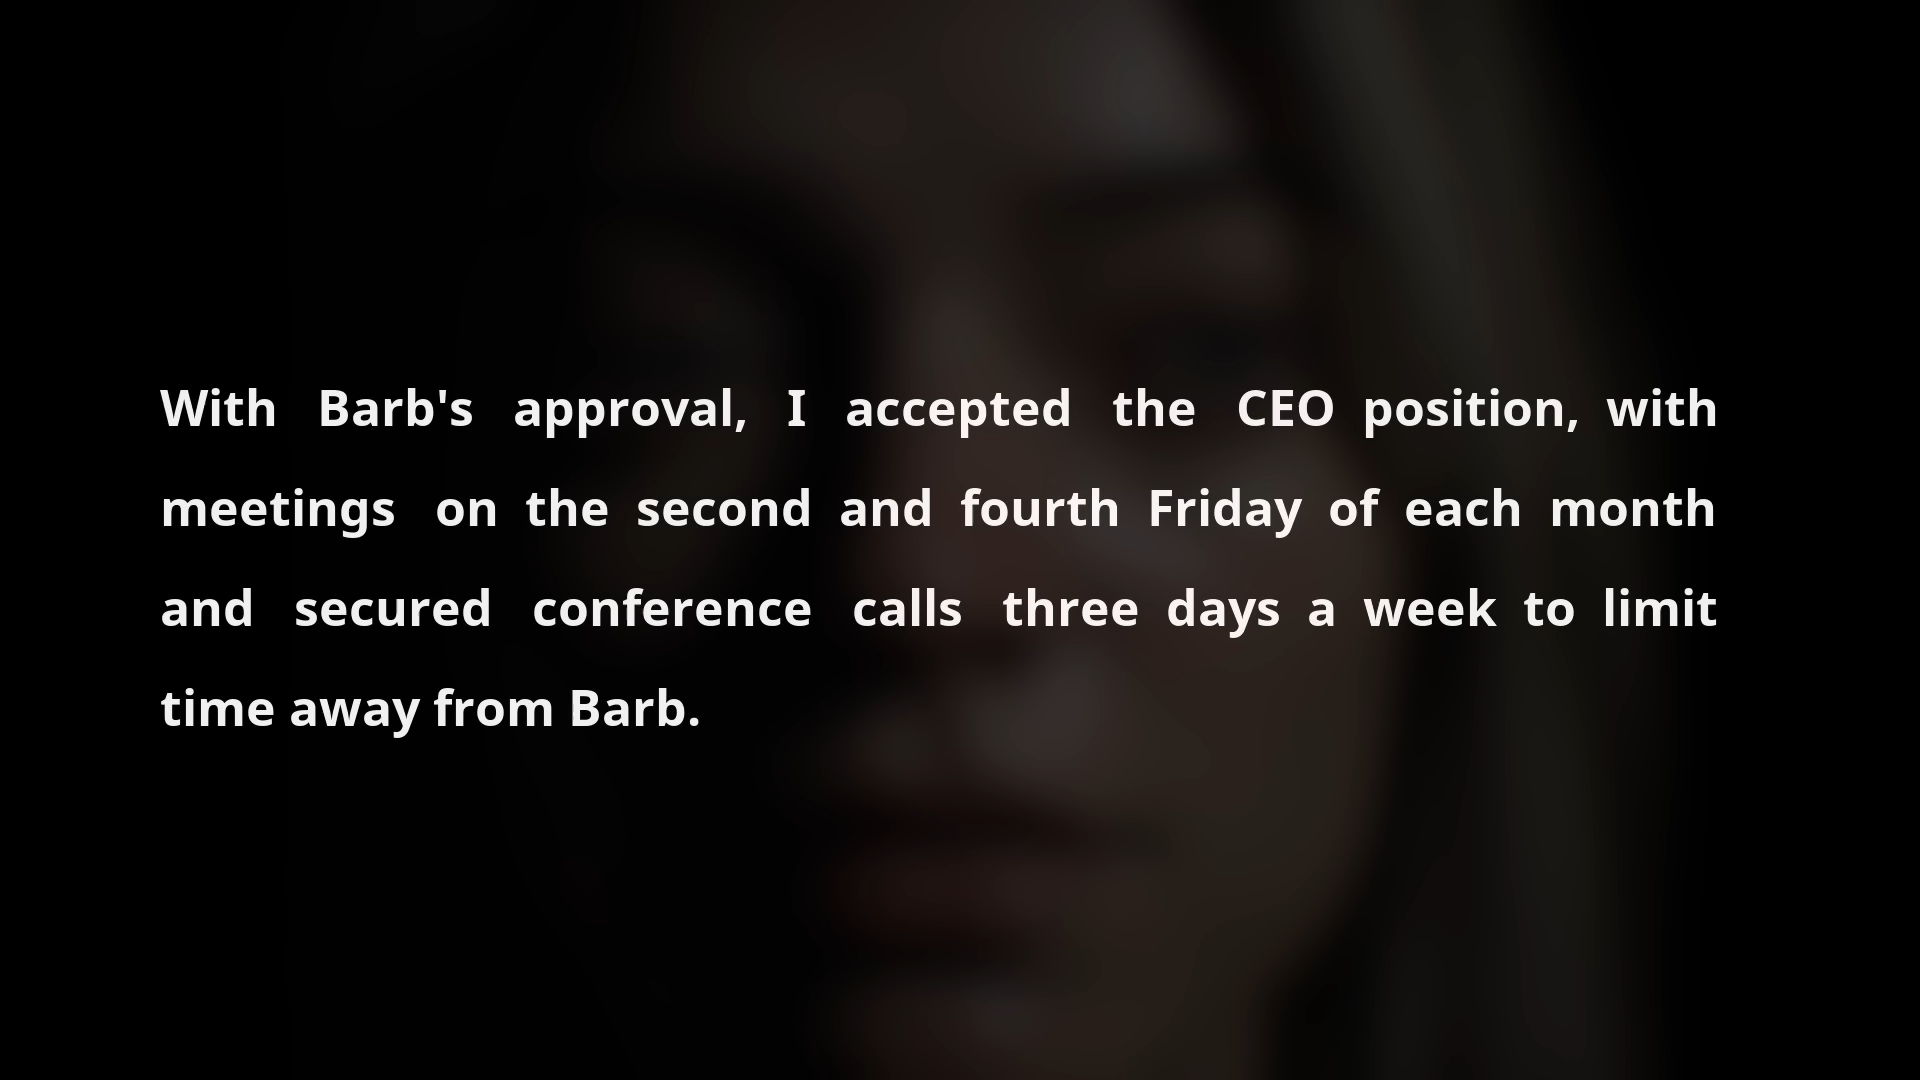 With Barb's approval, I accepted the CEO position, with
meetings on the second and fourth Friday of each month
and secured conference calls three days a week to limit
time away from Barb.